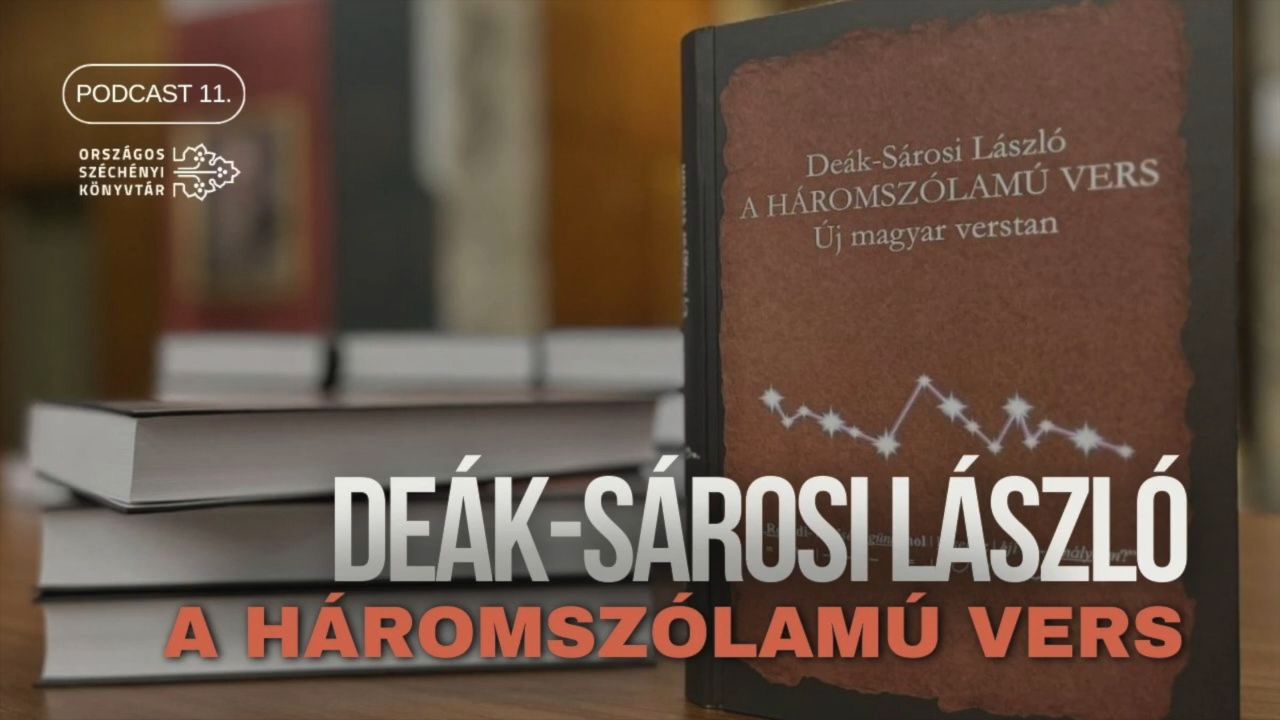 PODCAST 11.
ORSZÁGOS
SZÉCHÉNYI
KÖNYVTÁR
Deák-Sárosi László
A HÁROMSZÓLAMÚ VERS
Új magyar verstan
DEÁK-SÁROSI LÁSZLÓ
A HÁROMSZÓLAMÚ VERS